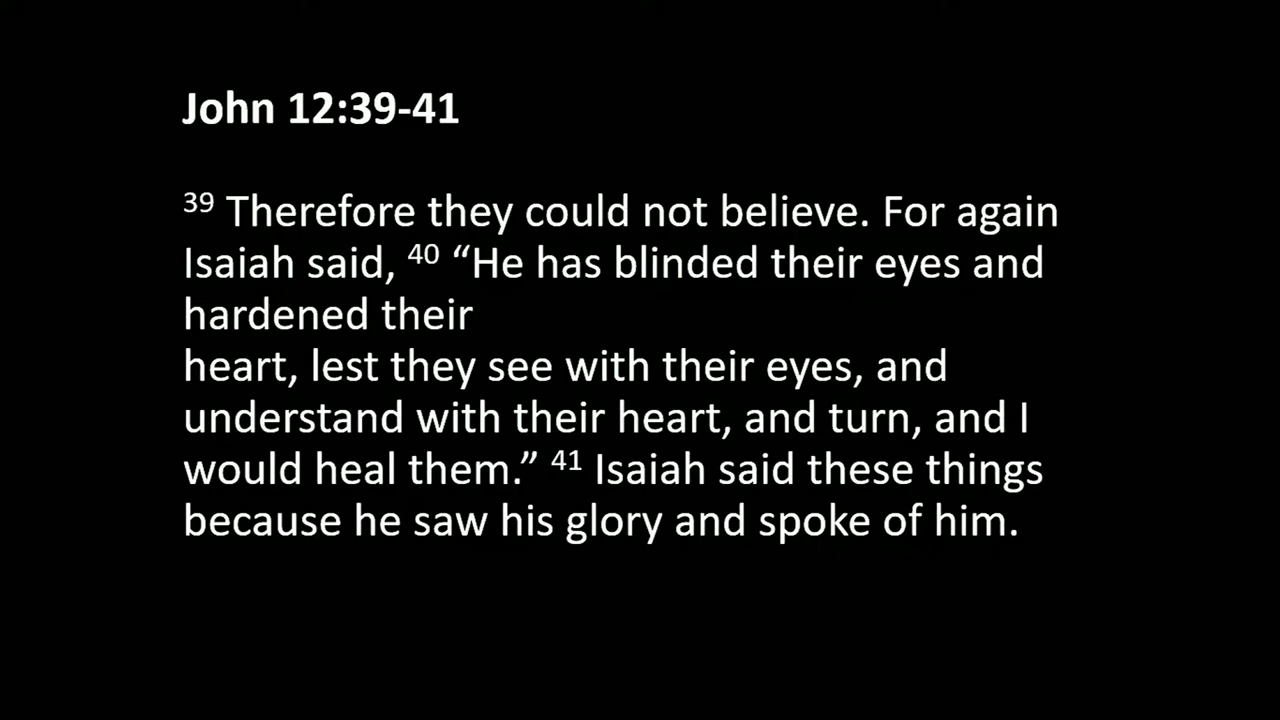 John 12:39-41
39 Therefore they could not believe. For again
Isaiah said, 40 “He has blinded their eyes and
hardened their
heart, lest they see with their eyes, and
understand with their heart, and turn, and I
would heal them.” 41 Isaiah said these things
because he saw his glory and spoke of him.